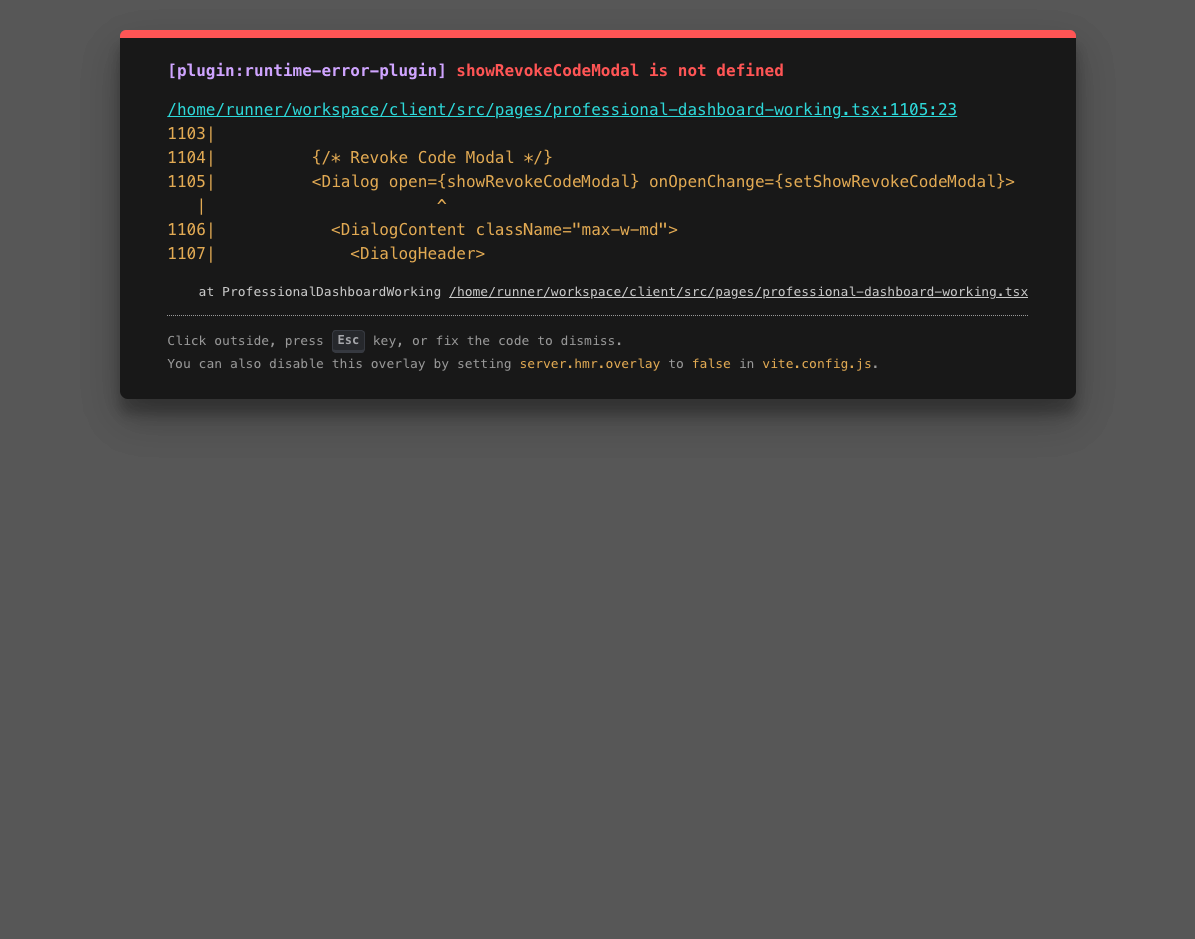 [plugin:runtime-error-plugin] showRevokeCodeModal is not defined
/home/runner/workspace/client/src/pages/professional-dashboard-working.tsx:1105:23
1103|
1104|          {/* Revoke Code Modal */}
1105|          <Dialog open={showRevokeCodeModal} onOpenChange={setShowRevokeCodeModal}>
   |                        ^
1106|            <DialogContent className="max-w-md">
1107|              <DialogHeader>
at ProfessionalDashboardWorking /home/runner/workspace/client/src/pages/professional-dashboard-working.tsx
Click outside, press Esc key, or fix the code to dismiss.
You can also disable this overlay by setting server.hmr.overlay to false in vite.config.js.